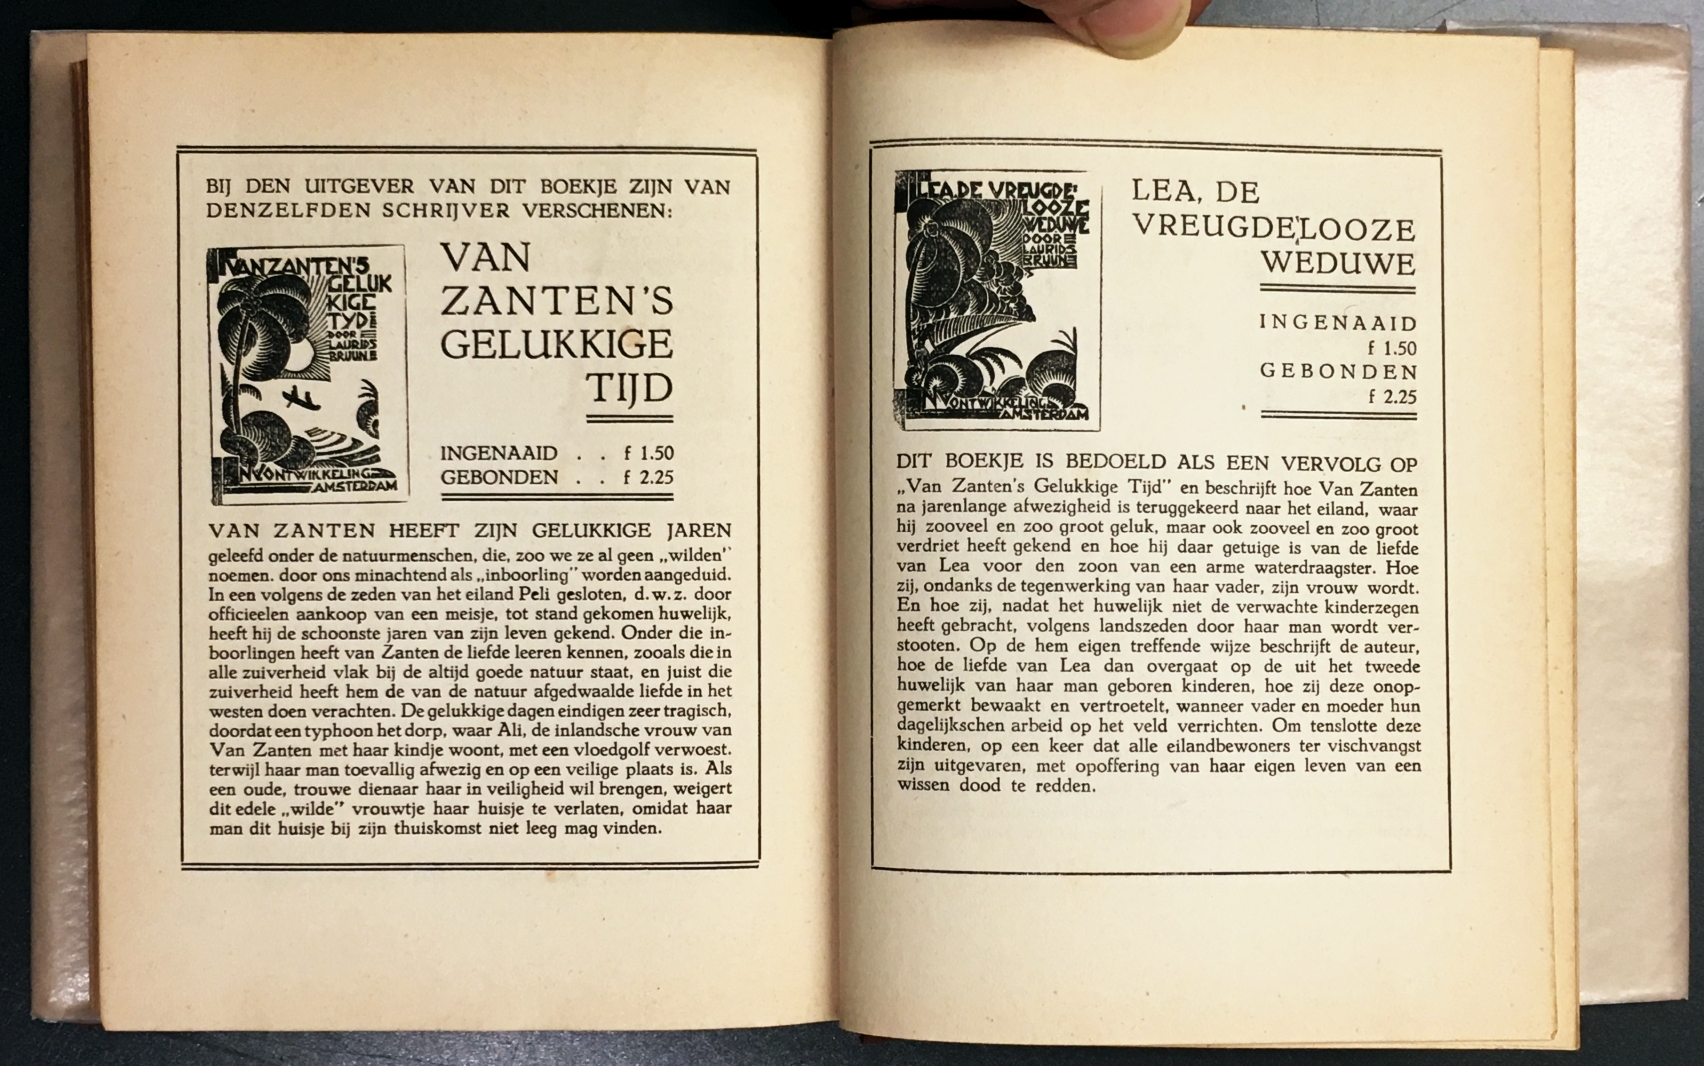 BIJ DEN UITGEVER VAN DIT BOEKJE ZIJN VAN
DENZELFDEN SCHRIJVER VERSCHENEN:
VAN ZANTEN'S
GELUK
KIGE
TYD
DOOR
LAURIDS
BRUUN
NV ONTWIKKELING
AMSTERDAM
VAN
ZANTEN'S
GELUKKIGE
TIJD
INGENAAID . . f 1.50
GEBONDEN . . f 2.25
VAN ZANTEN HEEFT ZIJN GELUKKIGE JAREN
geleefd onder de natuurmenschen, die, zoo we ze al geen „wilden"
noemen. door ons minachtend als „inboorling" worden aangeduid.
In een volgens de zeden van het eiland Peli gesloten, d.w.z. door
officieelen aankoop van een meisje, tot stand gekomen huwelijk,
heeft hij de schoonste jaren van zijn leven gekend. Onder die in-
boorlingen heeft van Zanten de liefde leeren kennen, zooals die in
alle zuiverheid vlak bij de altijd goede natuur staat, en juist die
zuiverheid heeft hem de van de natuur afgedwaalde liefde in het
westen doen verachten. De gelukkige dagen eindigen zeer tragisch,
doordat een typhoon het dorp, waar Ali, de inlandsche vrouw van
Van Zanten met haar kindje woont, met een vloedgolf verwoest.
terwijl haar man toevallig afwezig en op een veilige plaats is. Als
een oude, trouwe dienaar haar in veiligheid wil brengen, weigert
dit edele „wilde" vrouwtje haar huisje te verlaten, omidat haar
man dit huisje bij zijn thuiskomst niet leeg mag vinden.
LEA, DE VREUGDE-
LOOZE
WEDUWE
DOOR
LAURIDS
BRUUN
NV ONTWIKKELING
AMSTERDAM
LEA, DE
VREUGDELOOZE
WEDUWE
INGENAAID
f 1.50
GEBONDEN
f 2.25
DIT BOEKJE IS BEDOELD ALS EEN VERVOLG OP
„Van Zanten's Gelukkige Tijd" en beschrijft hoe Van Zanten
na jarenlange afwezigheid is teruggekeerd naar het eiland, waar
hij zooveel en zoo groot geluk, maar ook zooveel en zoo groot
verdriet heeft gekend en hoe hij daar getuige is van de liefde
van Lea voor den zoon van een arme waterdraagster. Hoe
zij, ondanks de tegenwerking van haar vader, zijn vrouw wordt.
En hoe zij, nadat het huwelijk niet de verwachte kinderzegen
heeft gebracht, volgens landszeden door haar man wordt ver-
stooten. Op de hem eigen treffende wijze beschrijft de auteur,
hoe de liefde van Lea dan overgaat op de uit het tweede
huwelijk van haar man geboren kinderen, hoe zij deze onop-
gemerkt bewaakt en vertroetelt, wanneer vader en moeder hun
dagelijkschen arbeid op het veld verrichten. Om tenslotte deze
kinderen, op een keer dat alle eilandbewoners ter vischvangst
zijn uitgevaren, met opoffering van haar eigen leven van een
wissen dood te redden.